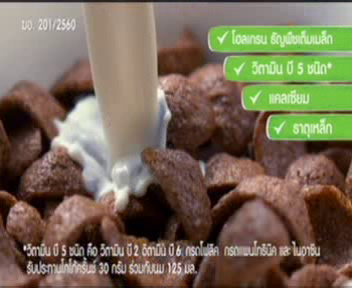 ฆอ. 201/2560
✓ โฮลเกรน ธัญพืชเต็มเมล็ด
✓ วิตามิน บี 5 ชนิด*
✓ แคลเซียม
✓ ธาตุเหล็ก
*วิตามิน บี 5 ชนิด คือ วิตามิน บี 2 วิตามิน บี 6 กรดโฟลิค กรดแพนโทธินิค และ ไนอาซิน
รับประทานโกโก้ครั้นช์ 30 กรัม ร่วมกับนม 125 มล.